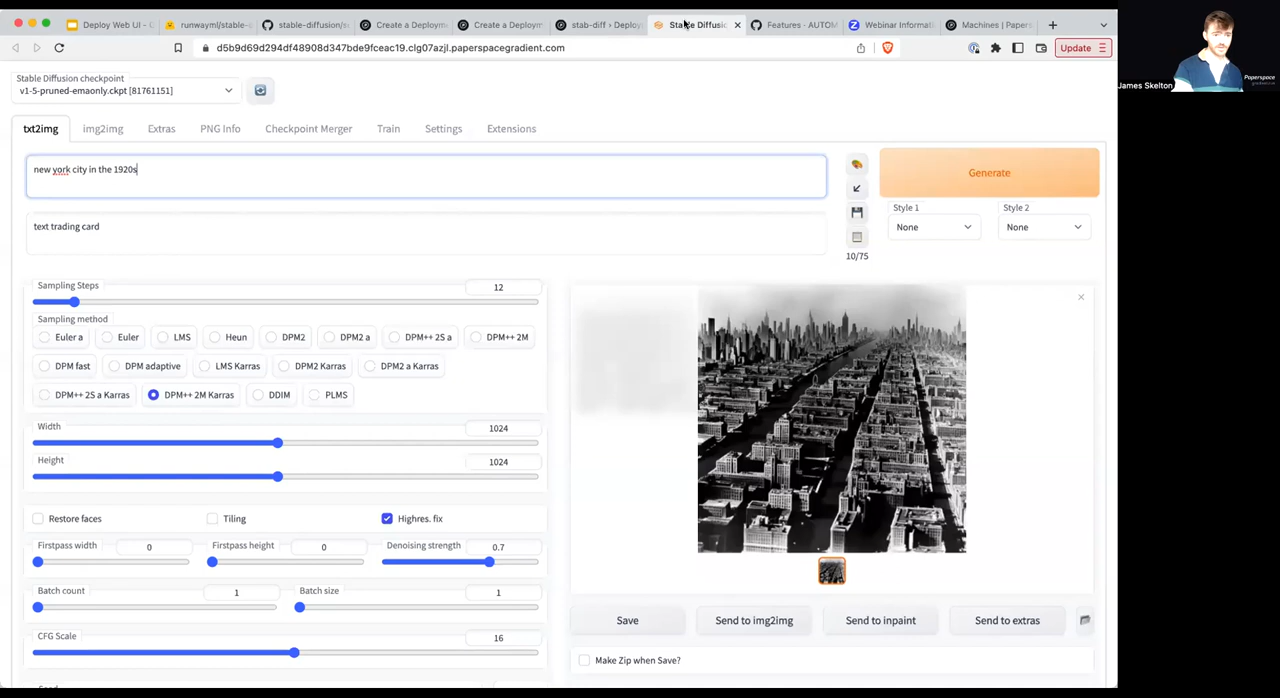 Deploy Web UI -
runwayml/stable-
stable-diffusion/s
Create a Deploym
Create a Deploym
stab-diff › Deploy
Stable Diffusi
Features - AUTOM
Webinar Informati
Machines | Papers
d5b9d69d294df48908d347bde9fceac19.clg07azjl.paperspacegradient.com
Update
James Skelton
Paperspace
gradient
Stable Diffusion checkpoint
v1-5-pruned-emaonly.ckpt [81761151]
txt2img
img2img
Extras
PNG Info
Checkpoint Merger
Train
Settings
Extensions
new york city in the 1920s
Generate
Style 1
Style 2
None
None
text trading card
10/75
Sampling Steps
12
Sampling method
Euler a
Euler
LMS
Heun
DPM2
DPM2 a
DPM++ 2S a
DPM++ 2M
DPM fast
DPM adaptive
LMS Karras
DPM2 Karras
DPM2 a Karras
DPM++ 2S a Karras
DPM++ 2M Karras
DDIM
PLMS
Width
1024
Height
1024
Restore faces
Tiling
Highres. fix
Firstpass width
0
Firstpass height
0
Denoising strength
0.7
Batch count
1
Batch size
1
CFG Scale
16
Save
Send to img2img
Send to inpaint
Send to extras
Make Zip when Save?